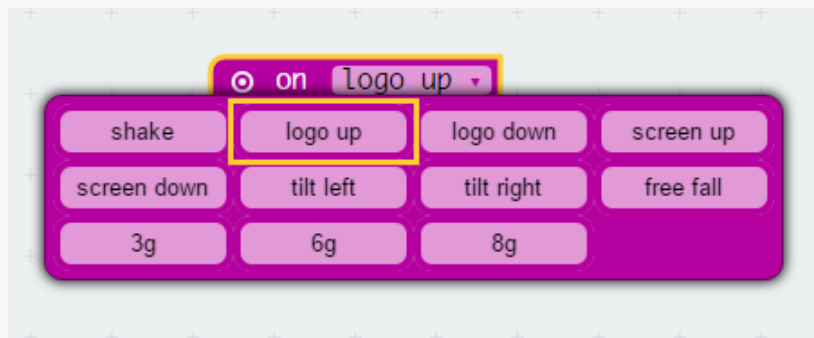 on logo up
shake logo up logo down screen up
screen down tilt left tilt right free fall
3g 6g 8g